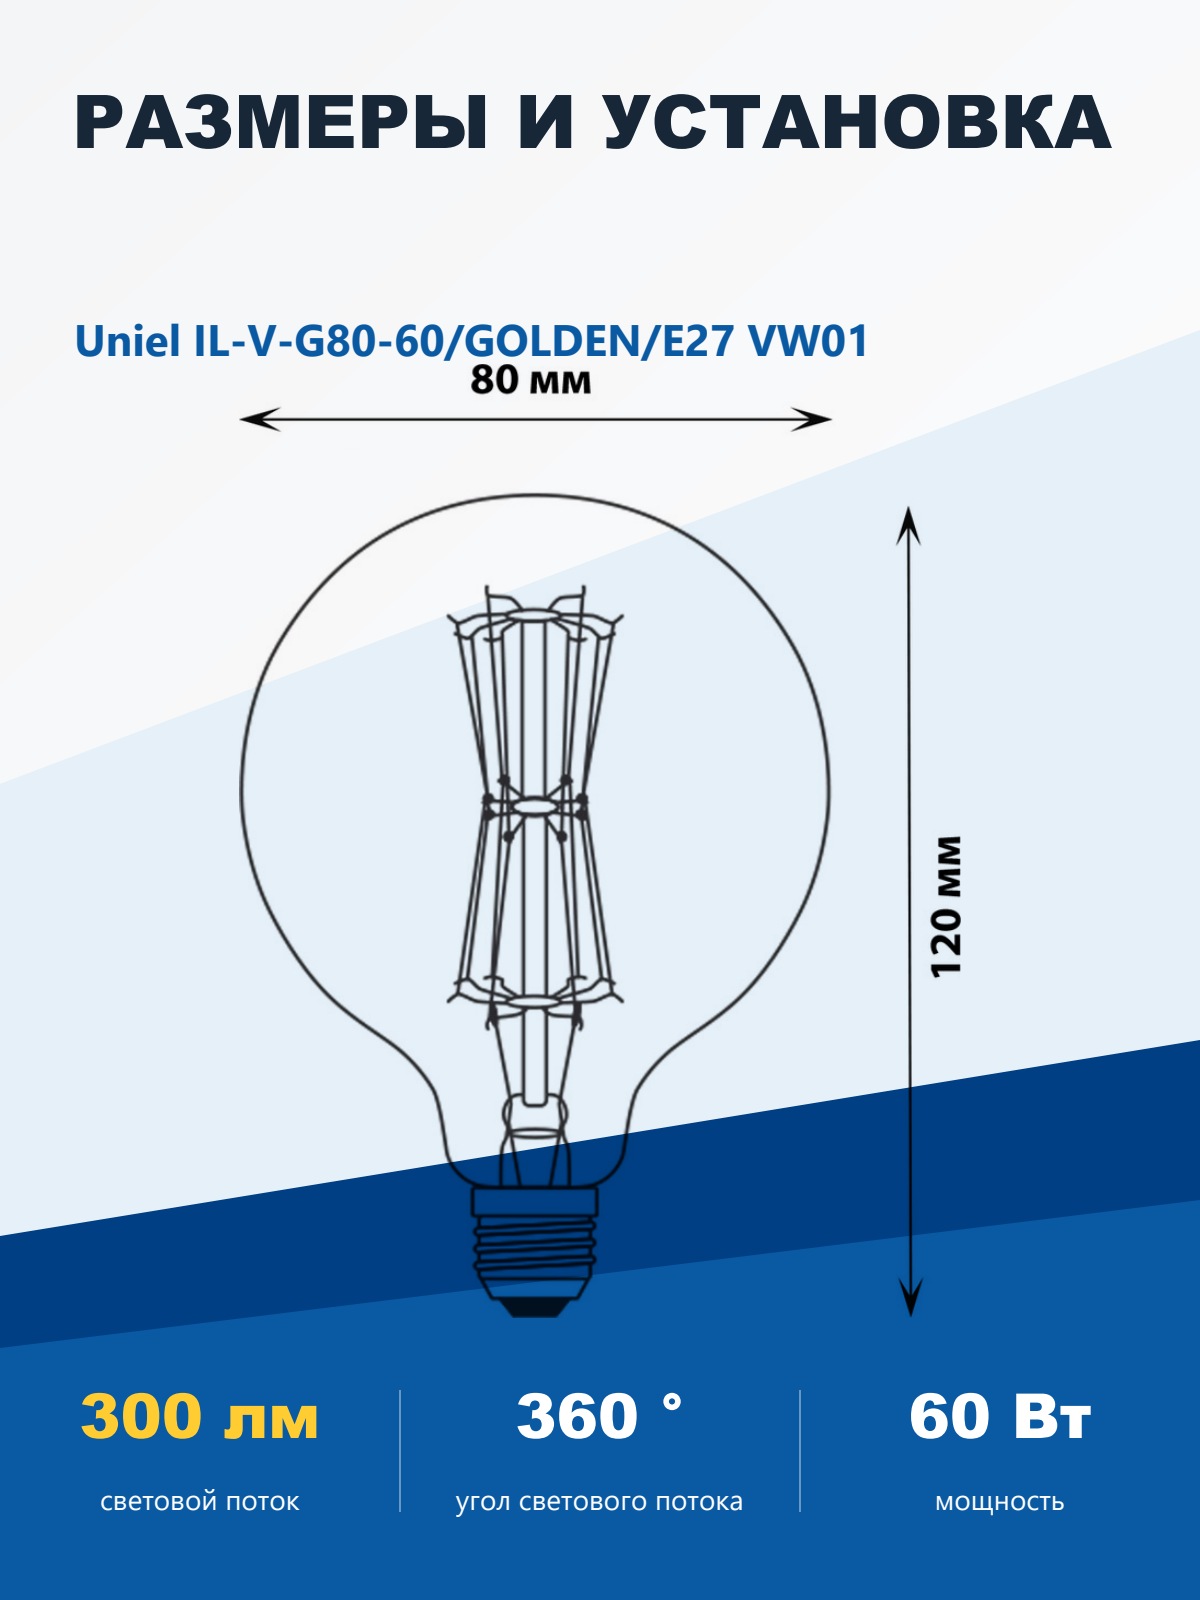 РАЗМЕРЫ И УСТАНОВКА
Uniel IL-V-G80-60/GOLDEN/E27 VW01
80 мм
120 мм
300 лм
световой поток
360 °
угол светового потока
60 Вт
мощность